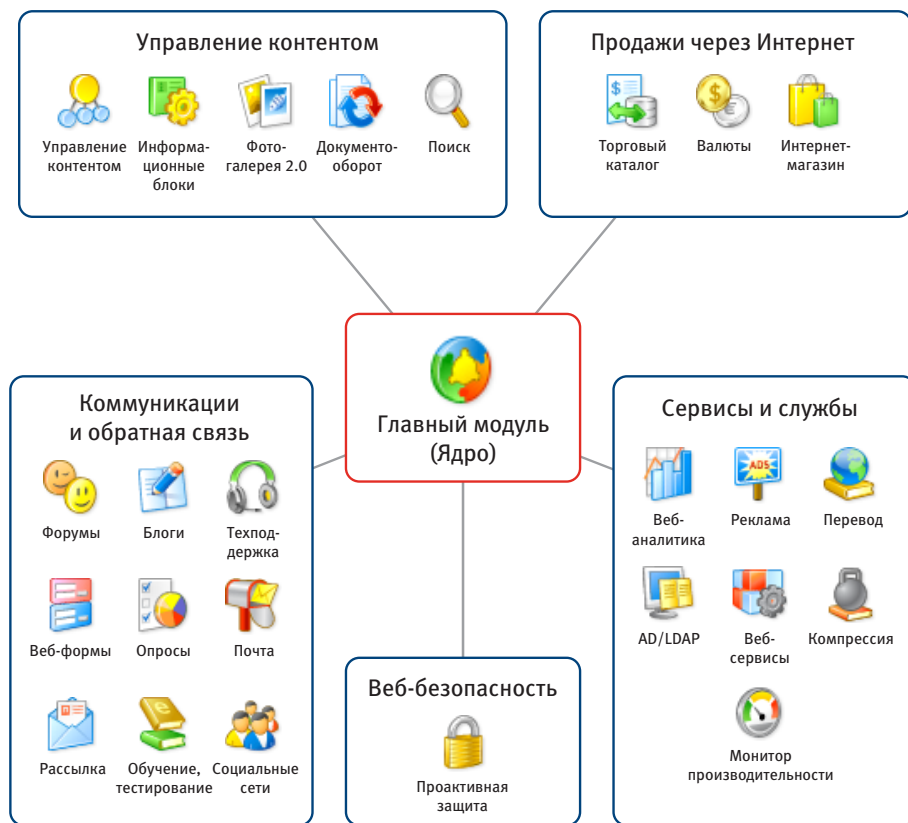 Управление контентом
Управление
контентом
Информа-
ционные
блоки
Фото-
галерея 2.0
Документо-
оборот
Поиск
Продажи через Интернет
$
Торговый
каталог
$
€
Валюты
Интернет-
магазин
Главный модуль
(Ядро)
Коммуникации
и обратная связь
Форумы
Блоги
Техпод-
держка
Веб-формы
Опросы
Почта
Рассылка
e
Обучение,
тестирование
Социальные
сети
Веб-безопасность
Проактивная
защита
Сервисы и службы
Веб-
аналитика
ADS
Реклама
Перевод
AD/LDAP
Веб-
сервисы
Компрессия
Монитор
производительности